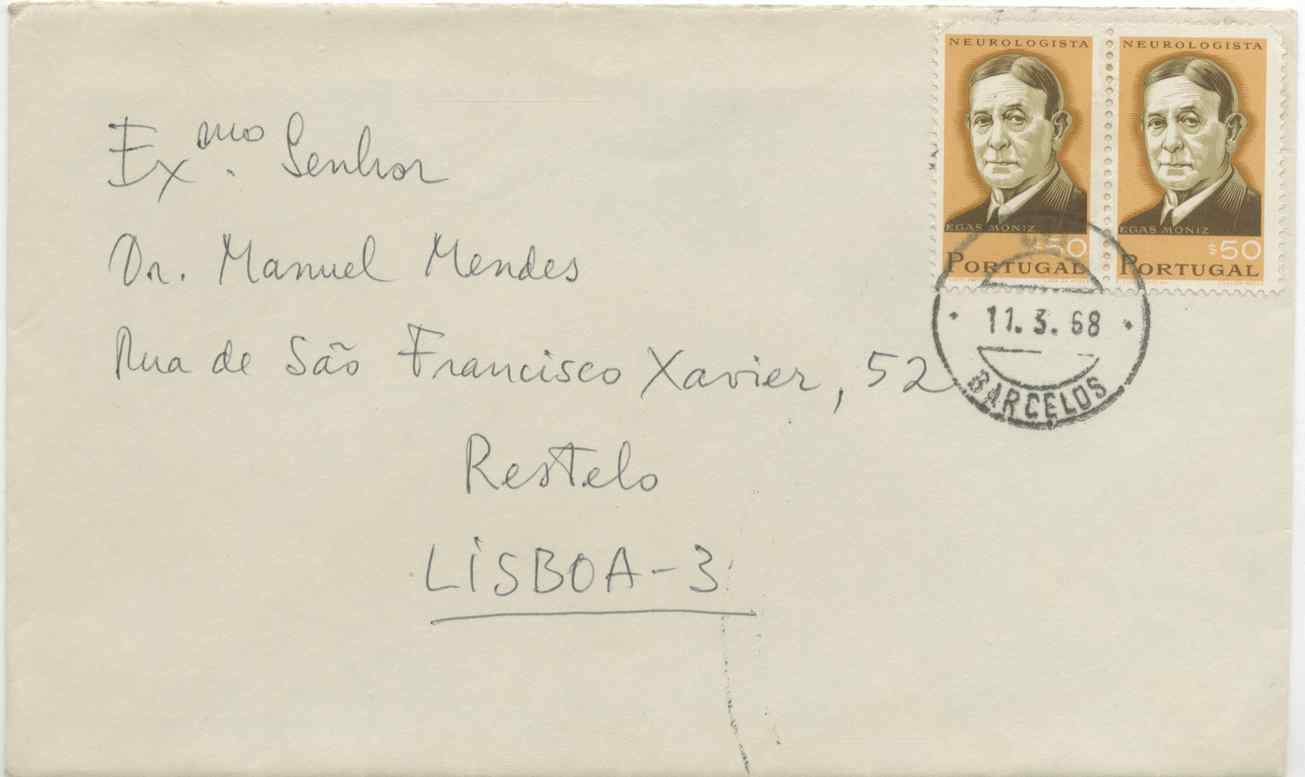 NEUROLOGISTA
EGAS MONIZ
$50
PORTUGAL
NEUROLOGISTA
EGAS MONIZ
$50
PORTUGAL
11.3.68
BARCELOS
Exmo. Senhor
Dr. Manuel Mendes
Rua de São Francisco Xavier, 52
Restelo
LISBOA-3